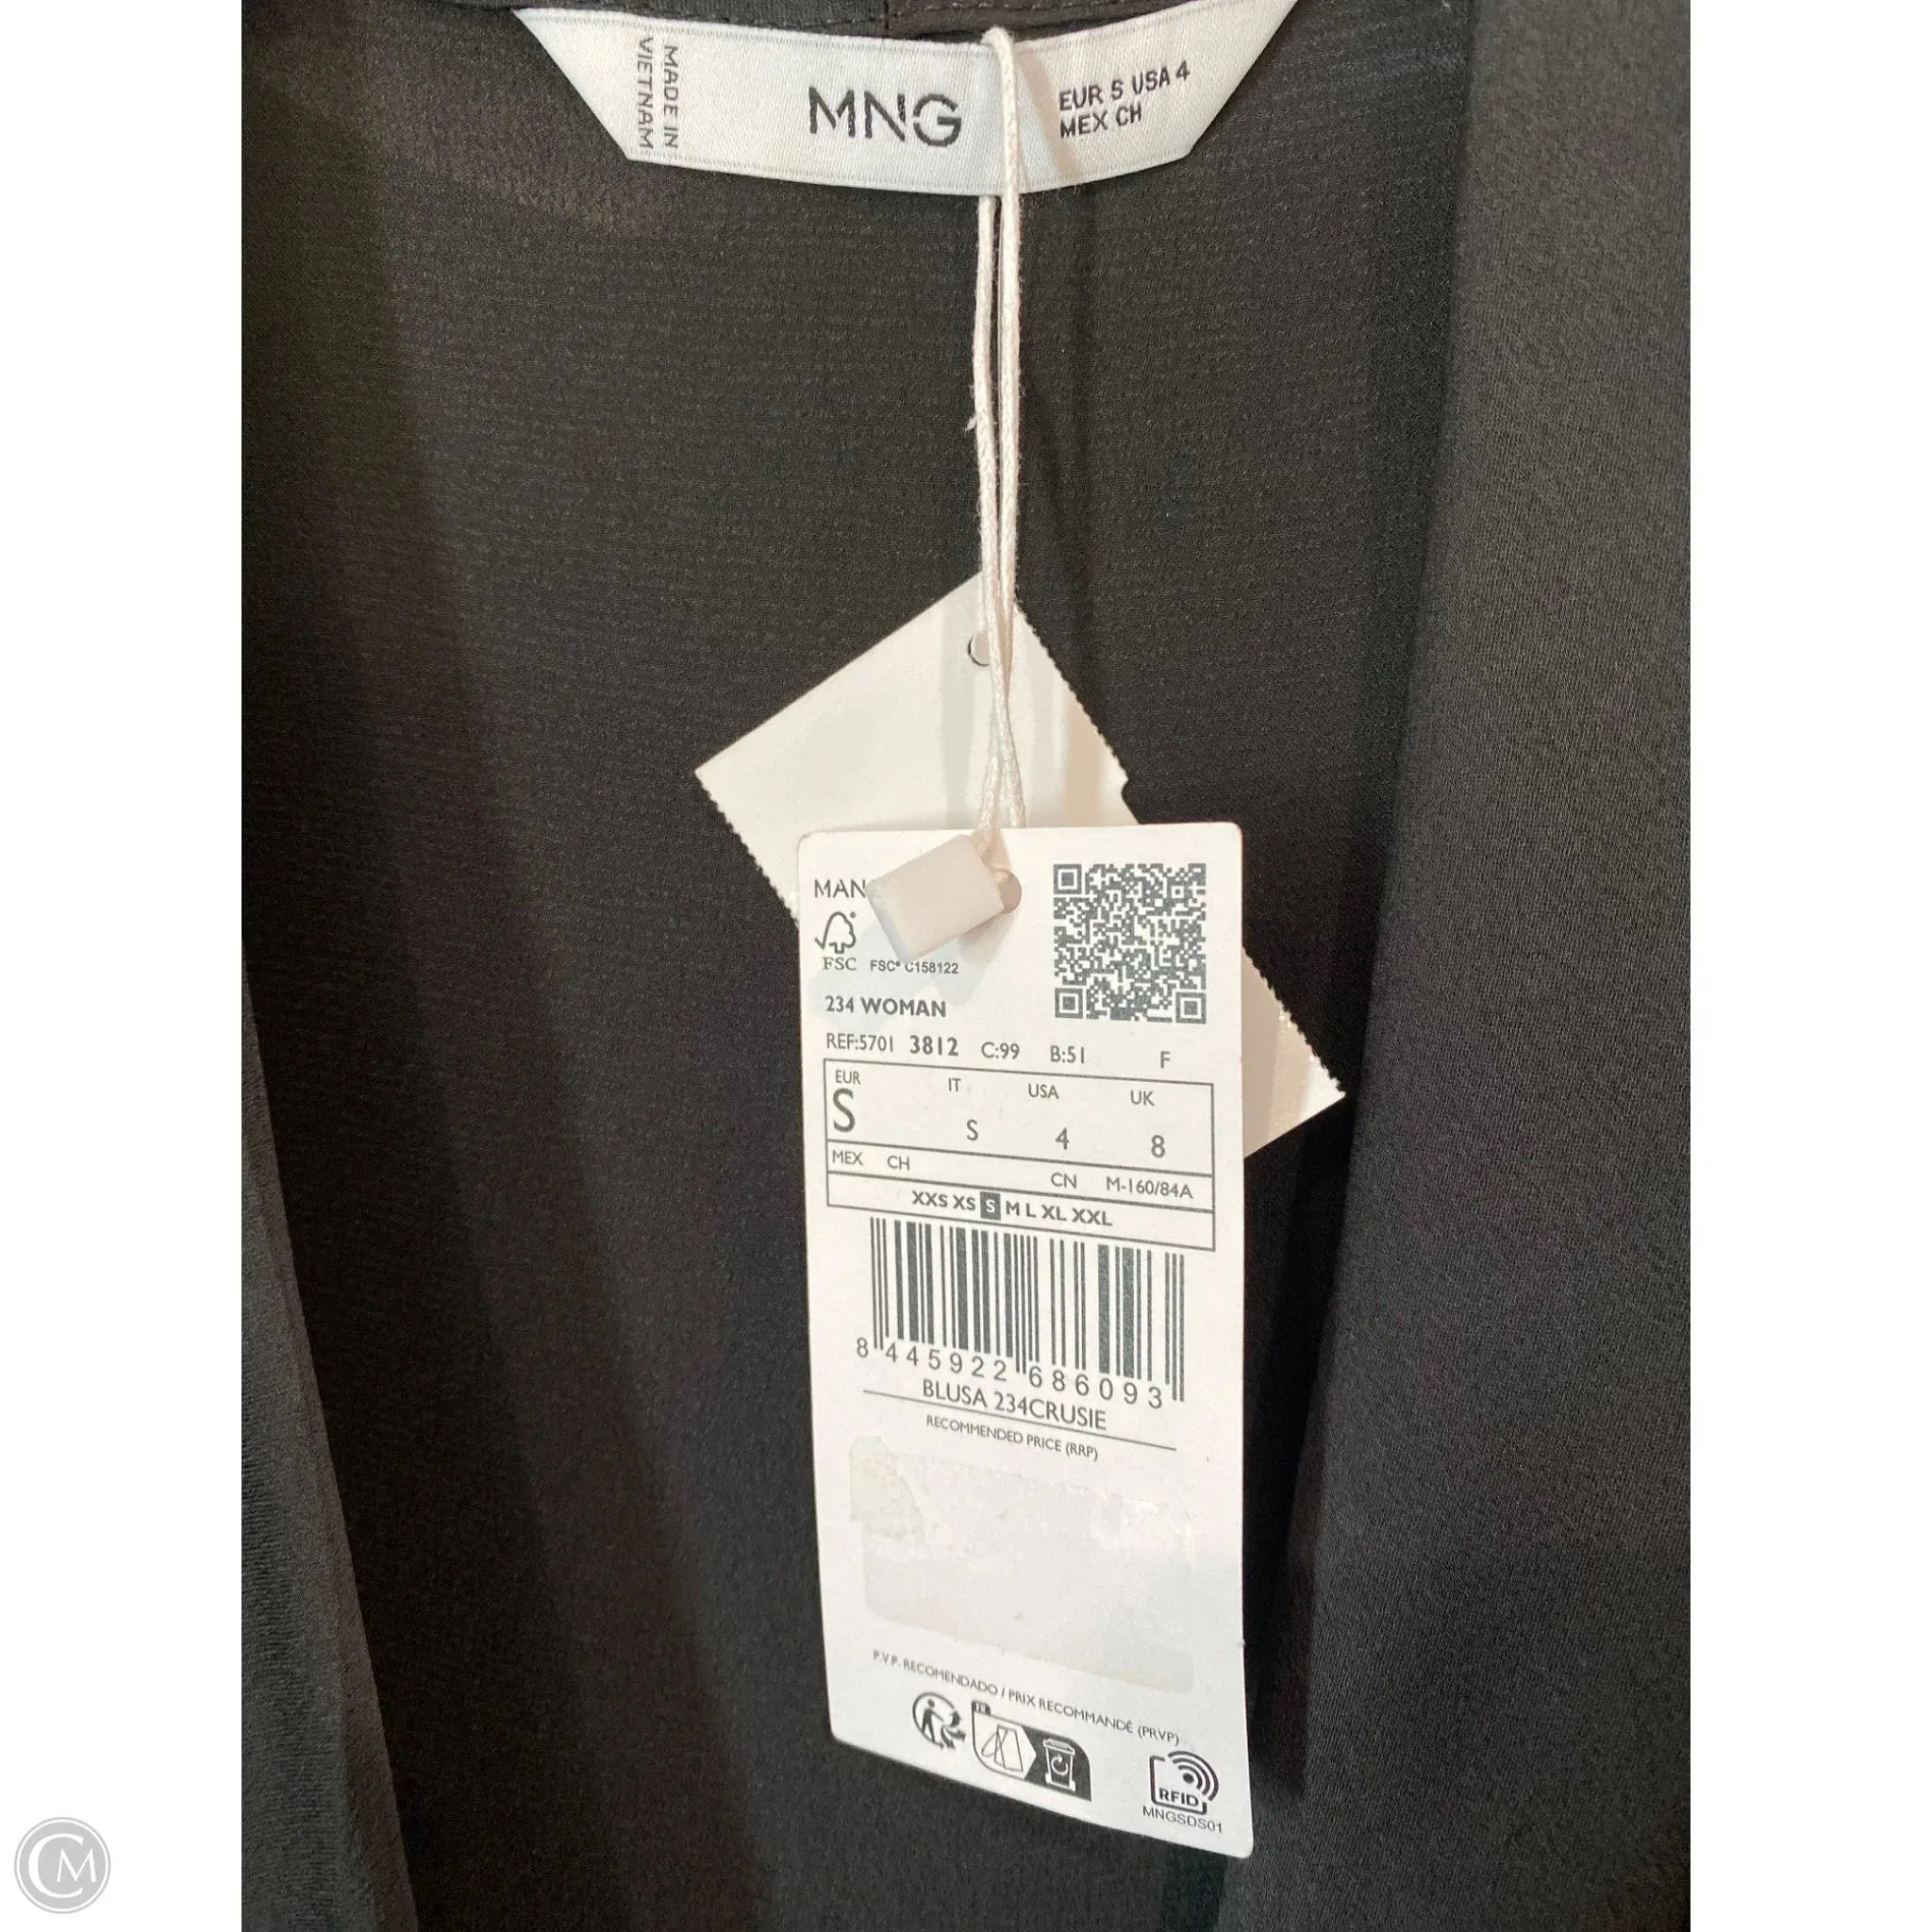 MADE IN
VIETNAM
MNG
EUR S USA 4
MEX CH
MAN
FSC FSC® C158122
234 WOMAN
REF:5701 3812 C:99 B:51 F
EUR IT USA UK
S S 4 8
MEX CH CN M-160/84A
XXS XS S M L XL XXL
8 445922 686093
BLUSA 234CRUSIE
RECOMMENDED PRICE (RRP)
P.V.P. RECOMENDADO / PRIX RECOMMANDÉ (PRVP)
FR
RFID
MNGSDS01
CM